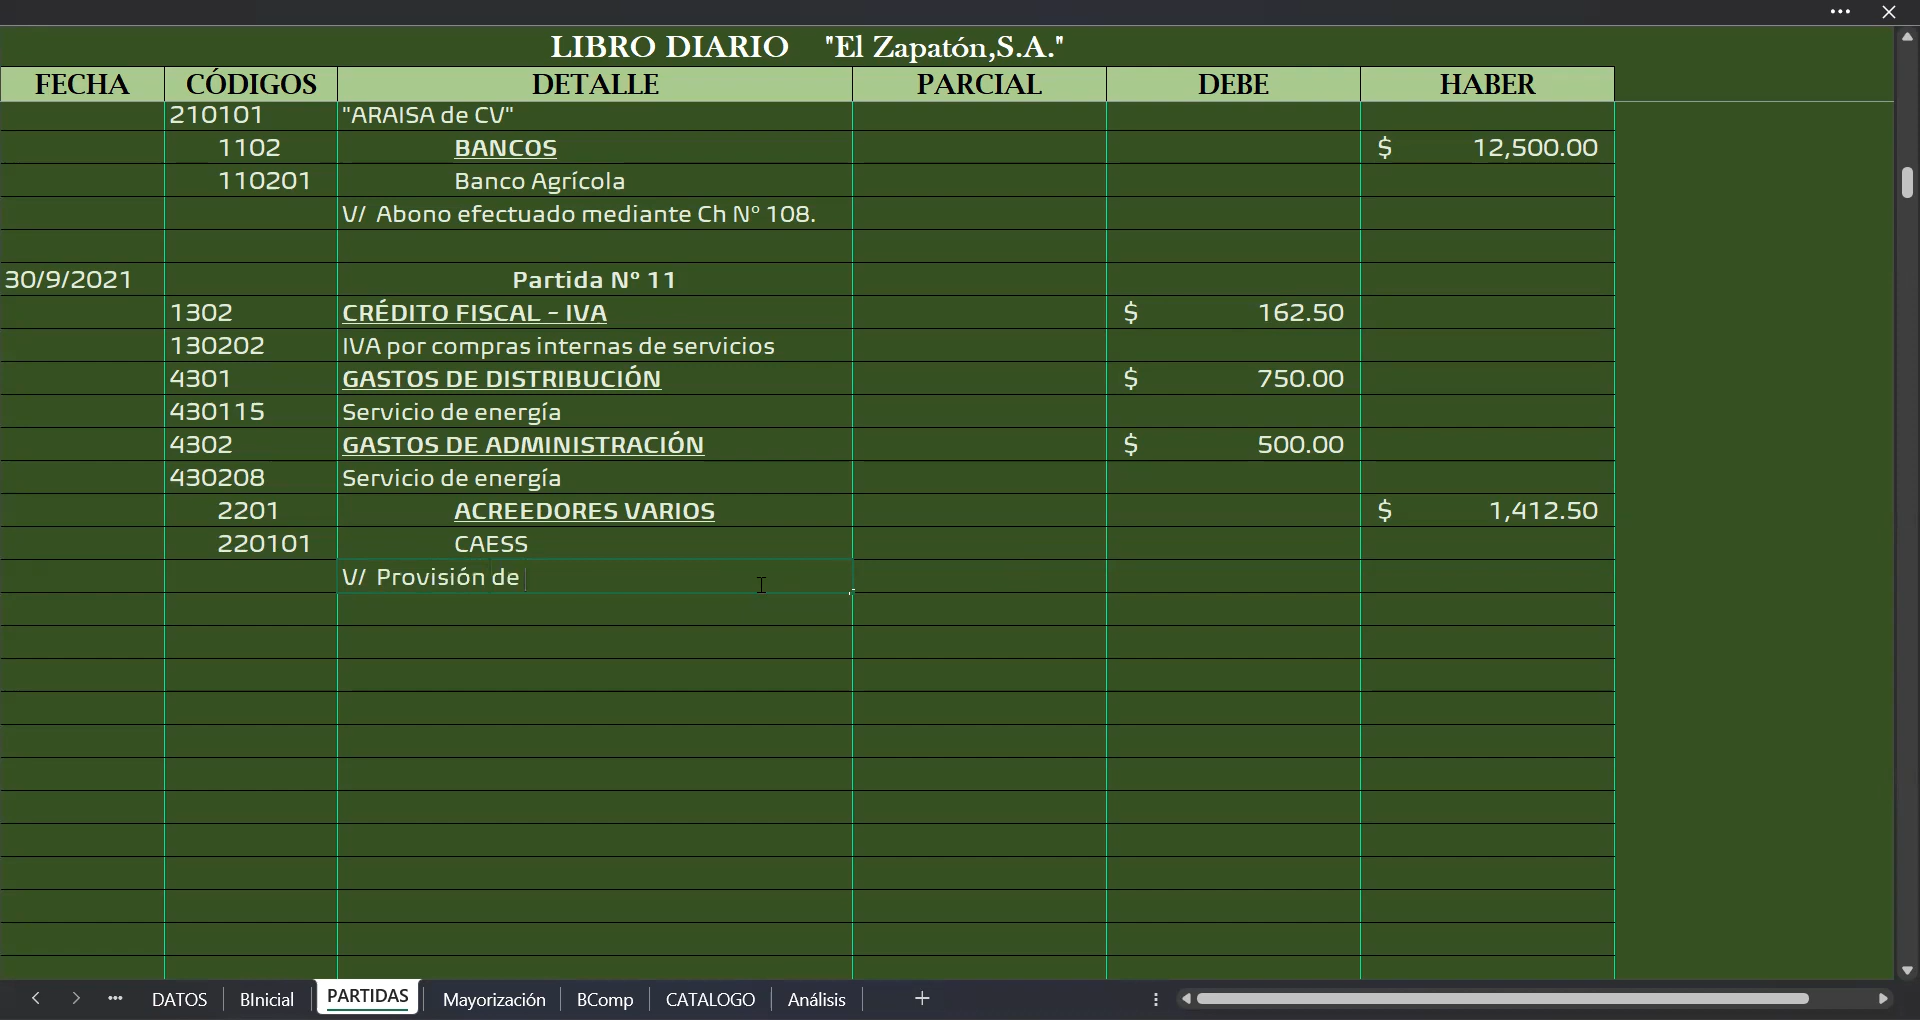 LIBRO DIARIO "El Zapatón,S.A."
FECHA CÓDIGOS DETALLE PARCIAL DEBE HABER
210101 "ARAISA de CV"
1102 BANCOS $ 12,500.00
110201 Banco Agrícola
V/ Abono efectuado mediante Ch N° 108.
30/9/2021 Partida N° 11
1302 CRÉDITO FISCAL - IVA $ 162.50
130202 IVA por compras internas de servicios
4301 GASTOS DE DISTRIBUCIÓN $ 750.00
430115 Servicio de energía
4302 GASTOS DE ADMINISTRACIÓN $ 500.00
430208 Servicio de energía
2201 ACREEDORES VARIOS $ 1,412.50
220101 CAESS
V/ Provisión de
DATOS BInicial PARTIDAS Mayorización BComp CATALOGO Análisis